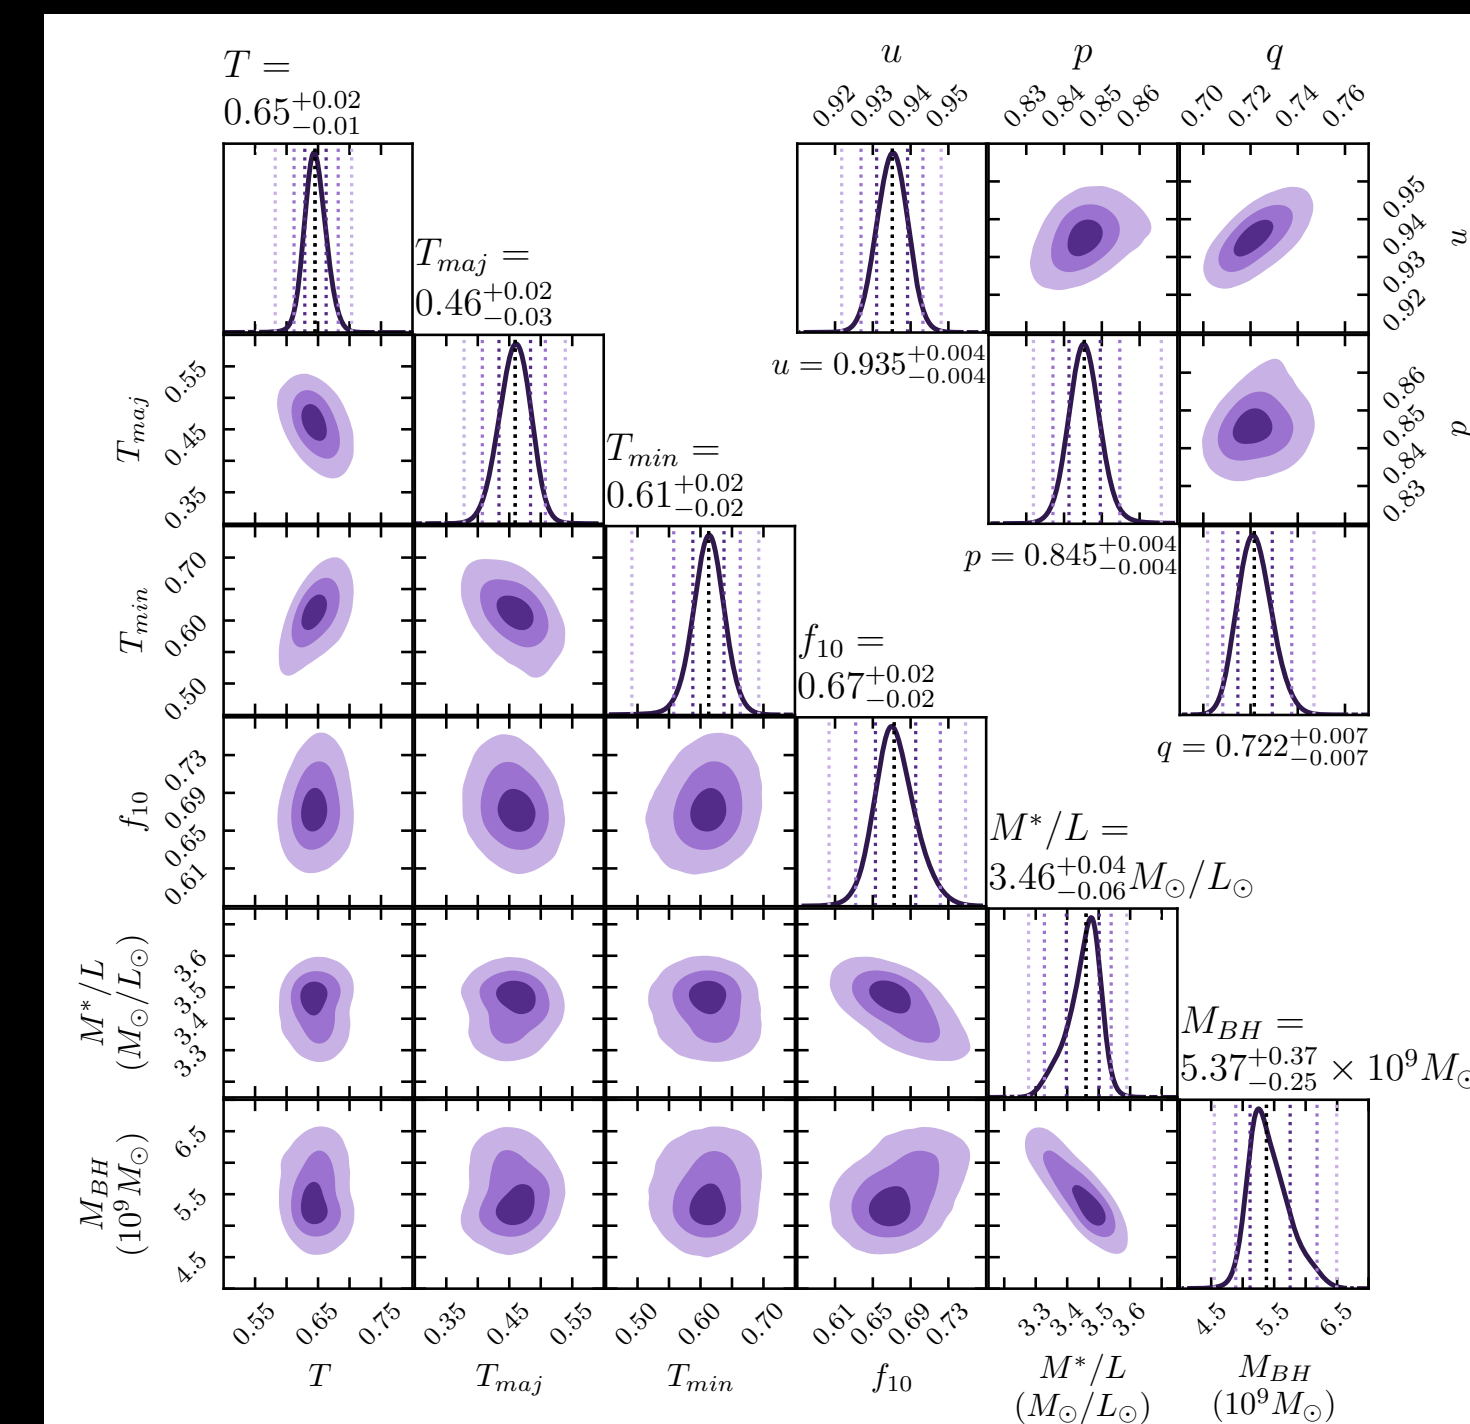 T =
0.65^{+0.02}_{-0.01}
u p q
0.92 0.93 0.94 0.95 0.83 0.84 0.85 0.86 0.70 0.72 0.74 0.76
0.95 0.94 0.93 0.92 u
T_{maj} =
0.46^{+0.02}_{-0.03}
u = 0.935^{+0.004}_{-0.004}
T_{maj} 0.55 0.45 0.35
0.86 0.85 0.84 0.83 p
T_{min} =
0.61^{+0.02}_{-0.02}
p = 0.845^{+0.004}_{-0.004}
T_{min} 0.70 0.60 0.50
f_{10} =
0.67^{+0.02}_{-0.02}
q = 0.722^{+0.007}_{-0.007}
f_{10} 0.73 0.69 0.65 0.61
M*/L =
3.46^{+0.04}_{-0.06} M_⊙/L_⊙
M*/L
(M_⊙/L_⊙)
3.6 3.5 3.4 3.3
M_{BH} =
5.37^{+0.37}_{-0.25} × 10^9 M_⊙
M_{BH}
(10^9 M_⊙)
6.5 5.5 4.5
0.55 0.65 0.75 0.35 0.45 0.55 0.50 0.60 0.70 0.61 0.65 0.69 0.73 3.3 3.4 3.5 3.6 4.5 5.5 6.5
T T_{maj} T_{min} f_{10} M*/L M_{BH}
(M_⊙/L_⊙) (10^9 M_⊙)